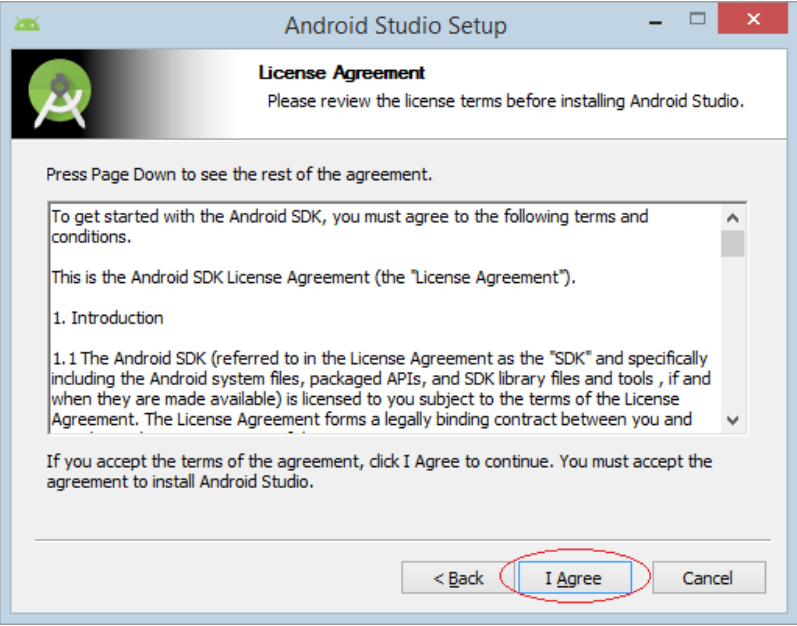 Android Studio Setup
License Agreement
Please review the license terms before installing Android Studio.
Press Page Down to see the rest of the agreement.
To get started with the Android SDK, you must agree to the following terms and
conditions.
This is the Android SDK License Agreement (the "License Agreement").
1. Introduction
1.1 The Android SDK (referred to in the License Agreement as the "SDK" and specifically
including the Android system files, packaged APIs, and SDK library files and tools , if and
when they are made available) is licensed to you subject to the terms of the License
Agreement. The License Agreement forms a legally binding contract between you and
If you accept the terms of the agreement, click I Agree to continue. You must accept the
agreement to install Android Studio.
< Back
I Agree
Cancel